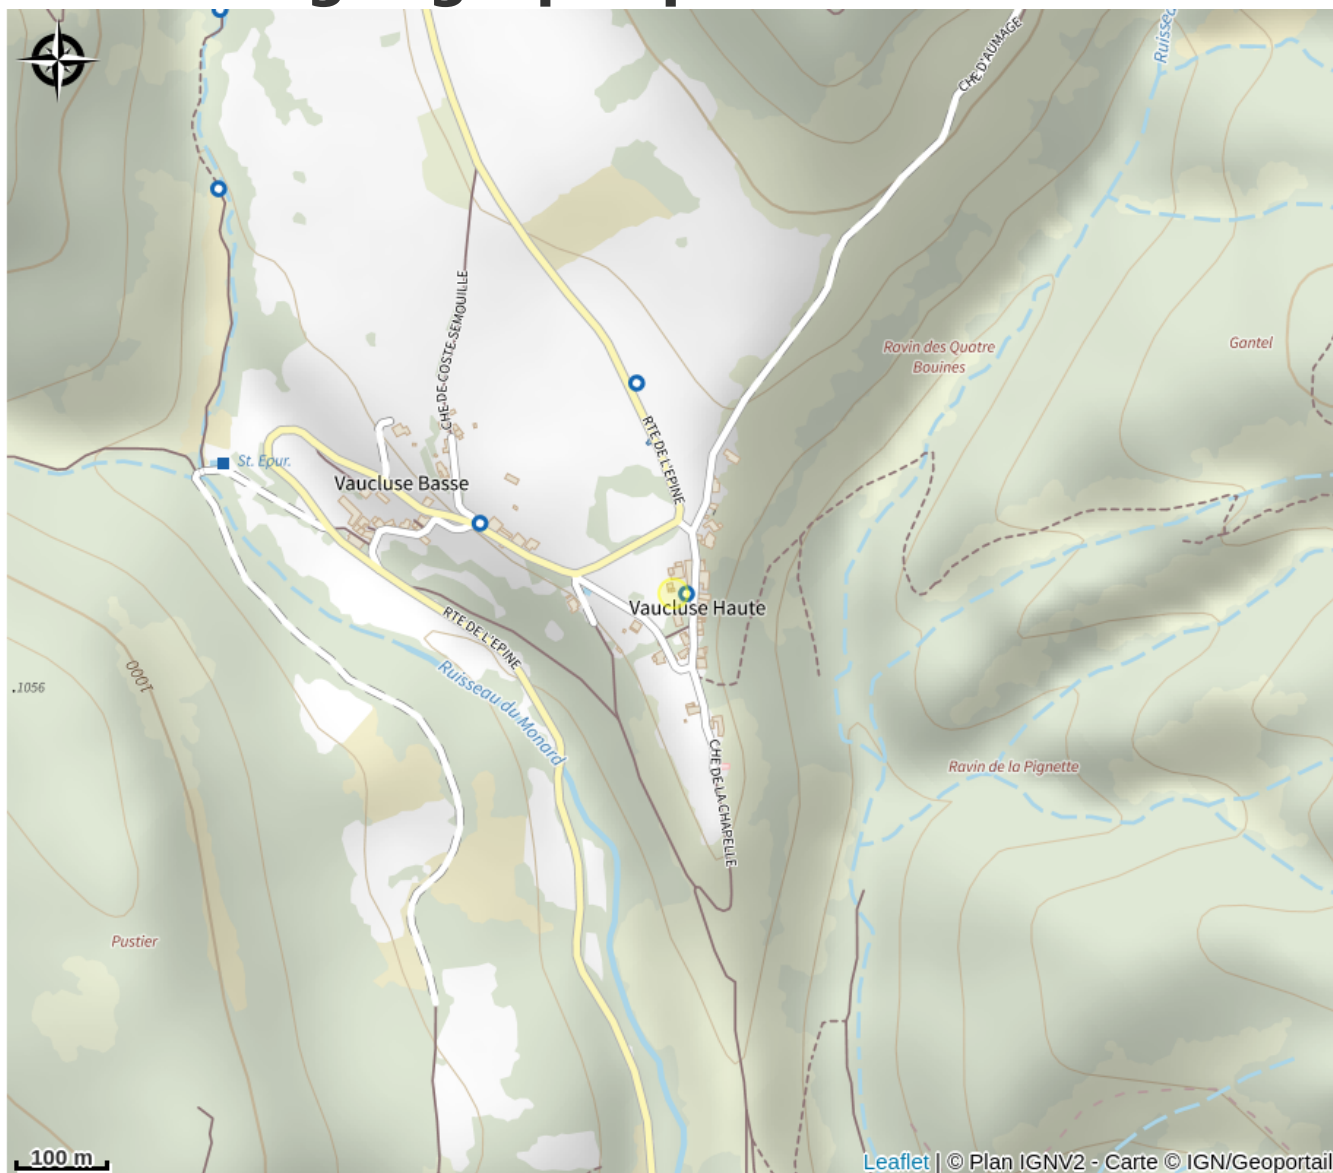 CHE D'AUMAGE
Ruisseau
CHE-DE-COSTE-SEMOUILLE
Ravin des Quatre
Bouines
Gantel
RTE DE L'EPINE
St. Epur.
Vaucluse Basse
Vaucluse Haute
RTE DE L'EPINE
Ruisseau du Monard
1000
.1056
CHE DE LA CHAPELLE
Ravin de la Pignette
Pustier
100 m
Leaflet | © Plan IGNV2 - Carte © IGN/Geoportail